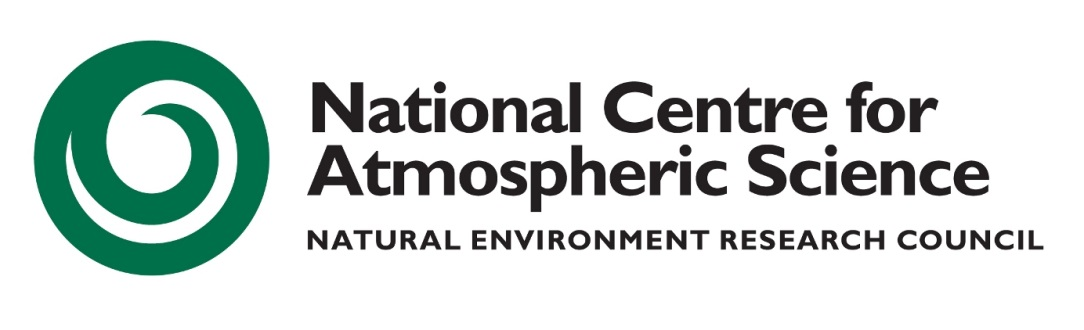 National Centre for
Atmospheric Science
NATURAL ENVIRONMENT RESEARCH COUNCIL